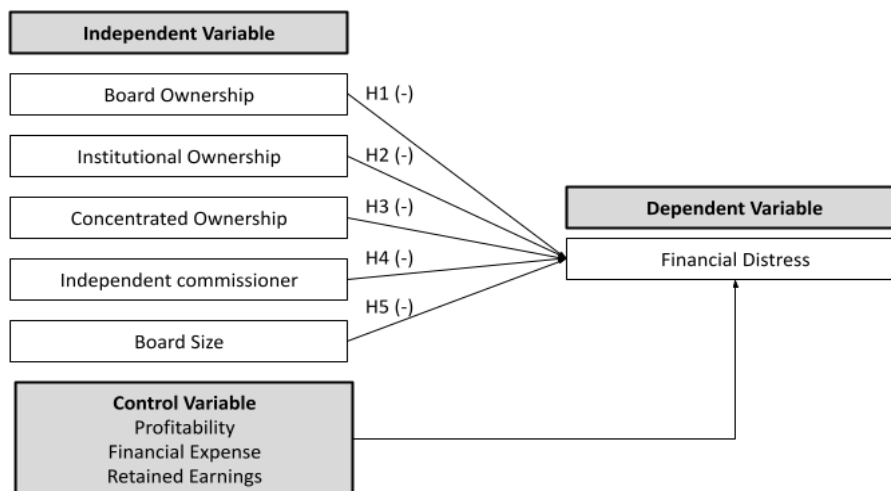 Independent Variable
Board Ownership
H1 (-)
Institutional Ownership
H2 (-)
Concentrated Ownership
H3 (-)
Independent commissioner
H4 (-)
Board Size
H5 (-)
Dependent Variable
Financial Distress
Control Variable
Profitability
Financial Expense
Retained Earnings